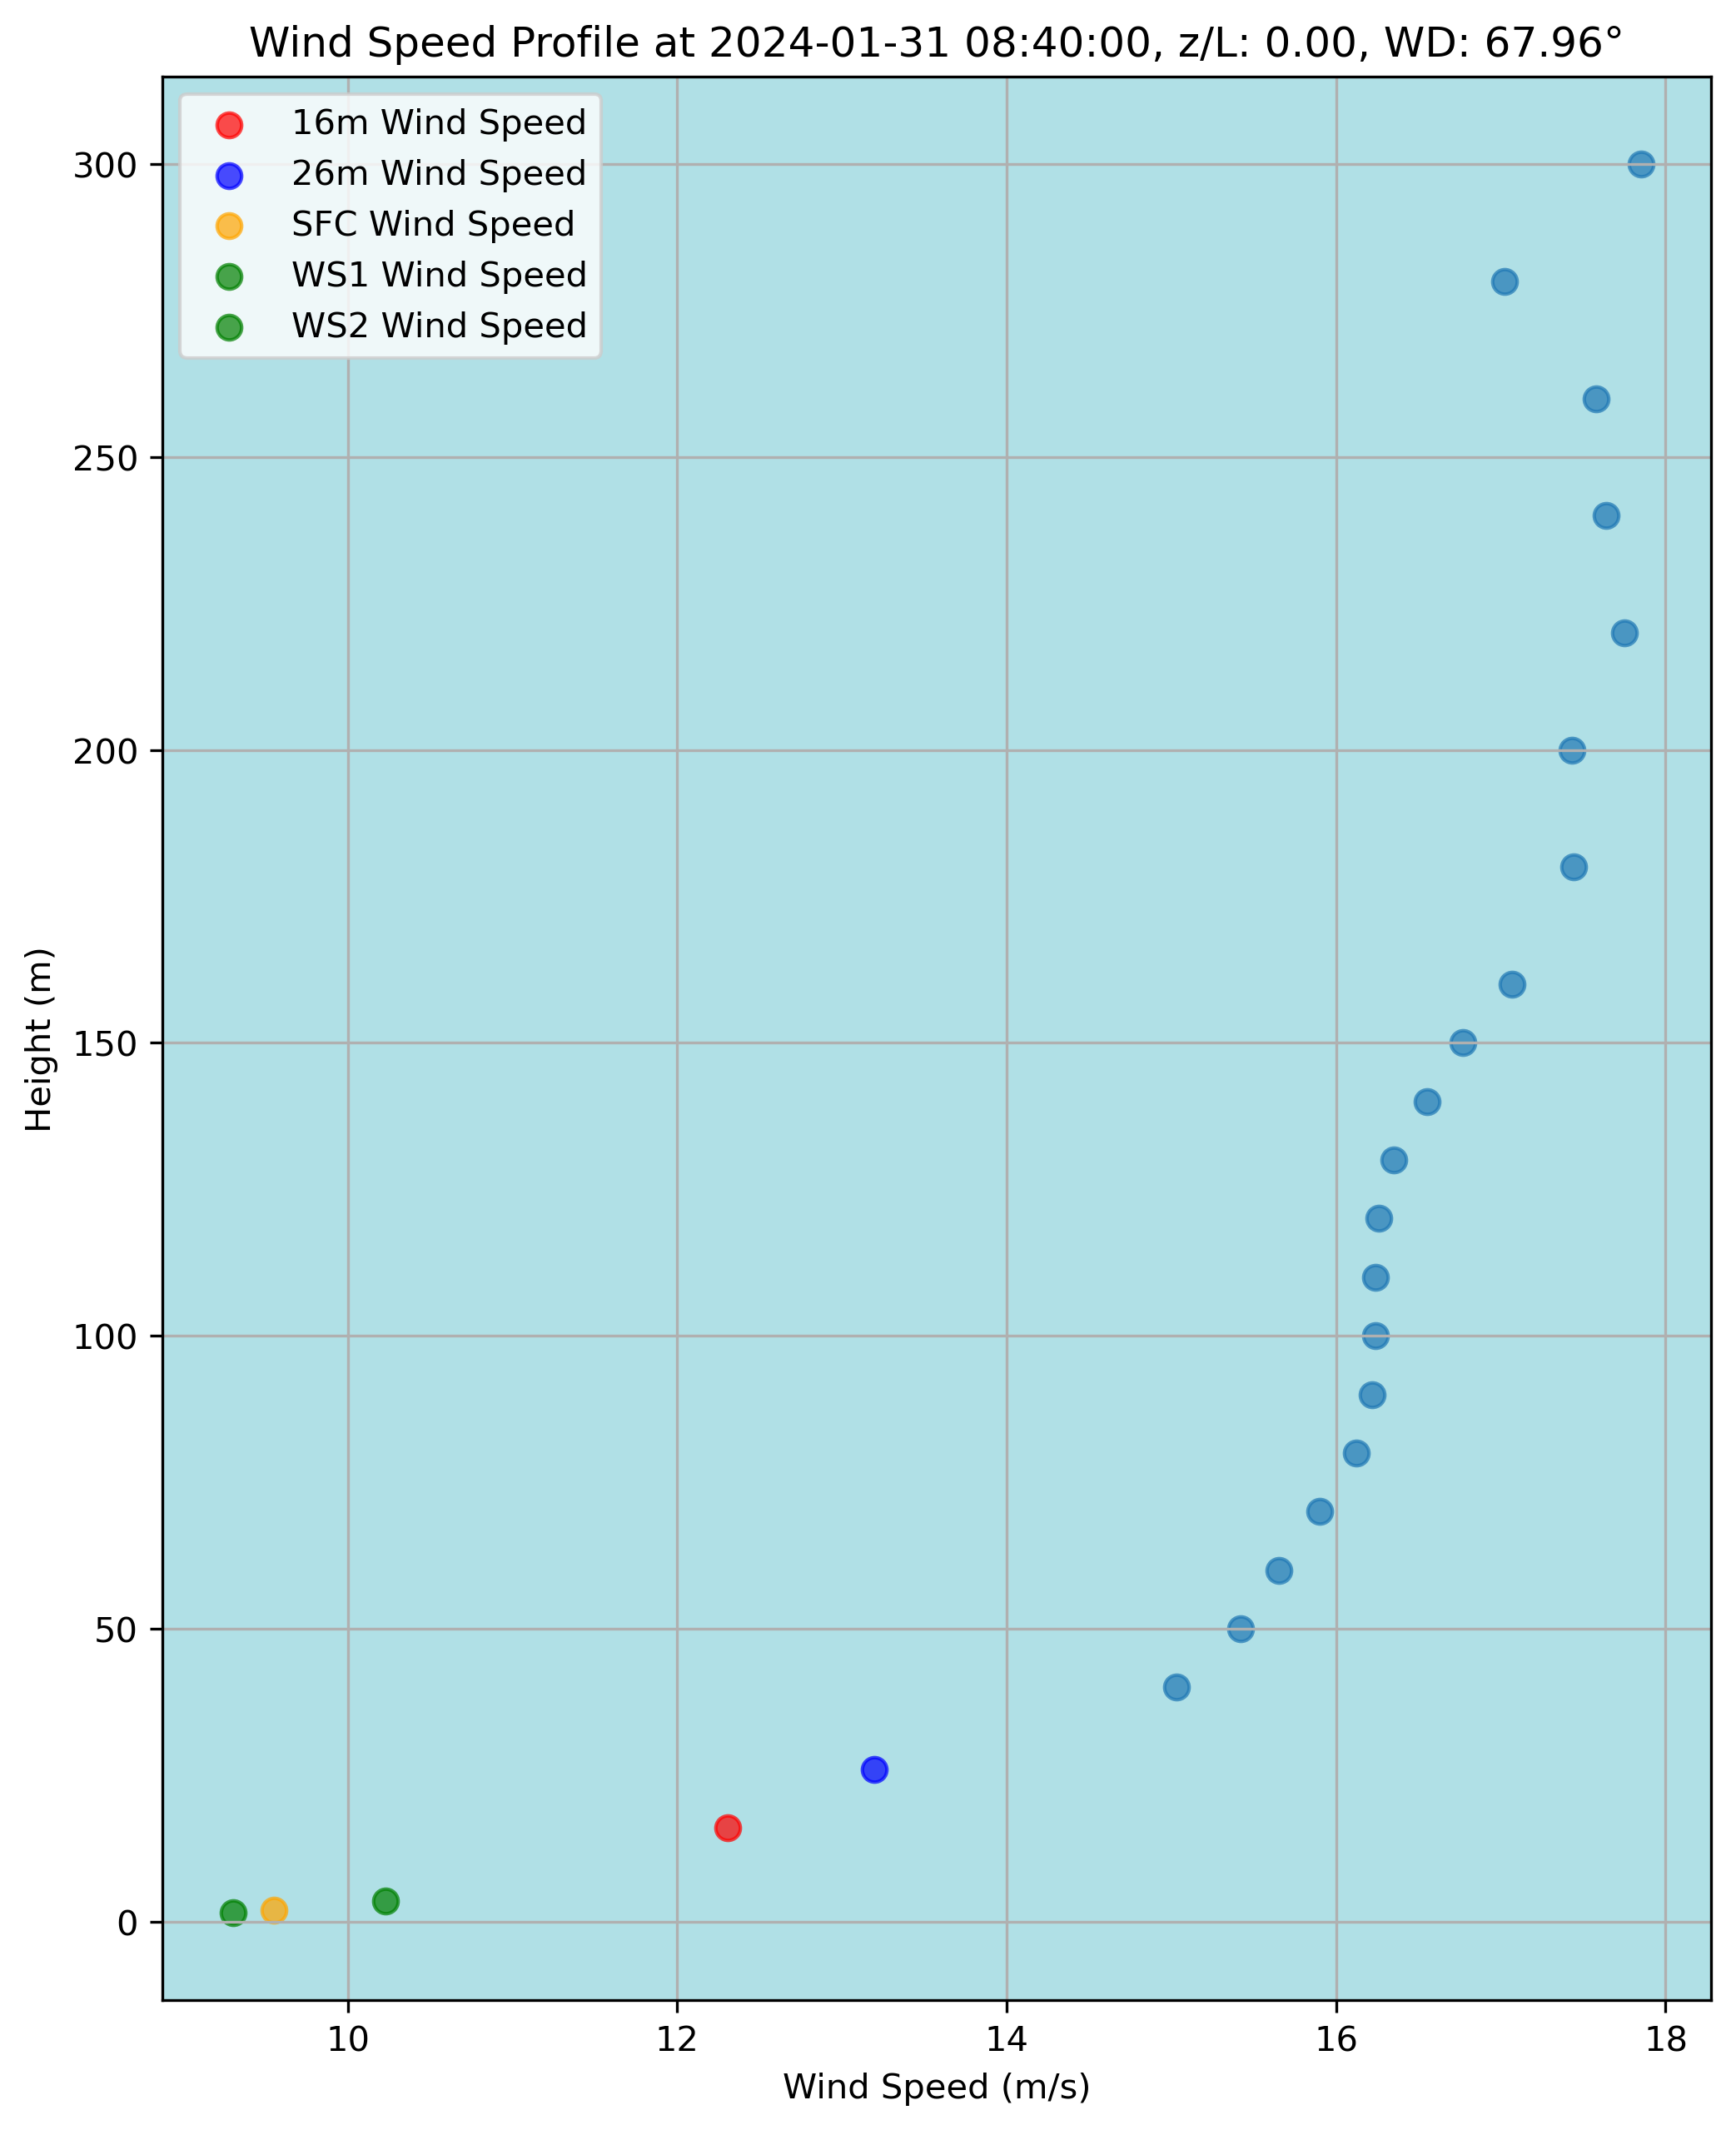 Wind Speed Profile at 2024-01-31 08:40:00, z/L: 0.00, WD: 67.96°
16m Wind Speed
26m Wind Speed
SFC Wind Speed
WS1 Wind Speed
WS2 Wind Speed
300
250
200
150
100
50
0
Height (m)
10 12 14 16 18
Wind Speed (m/s)